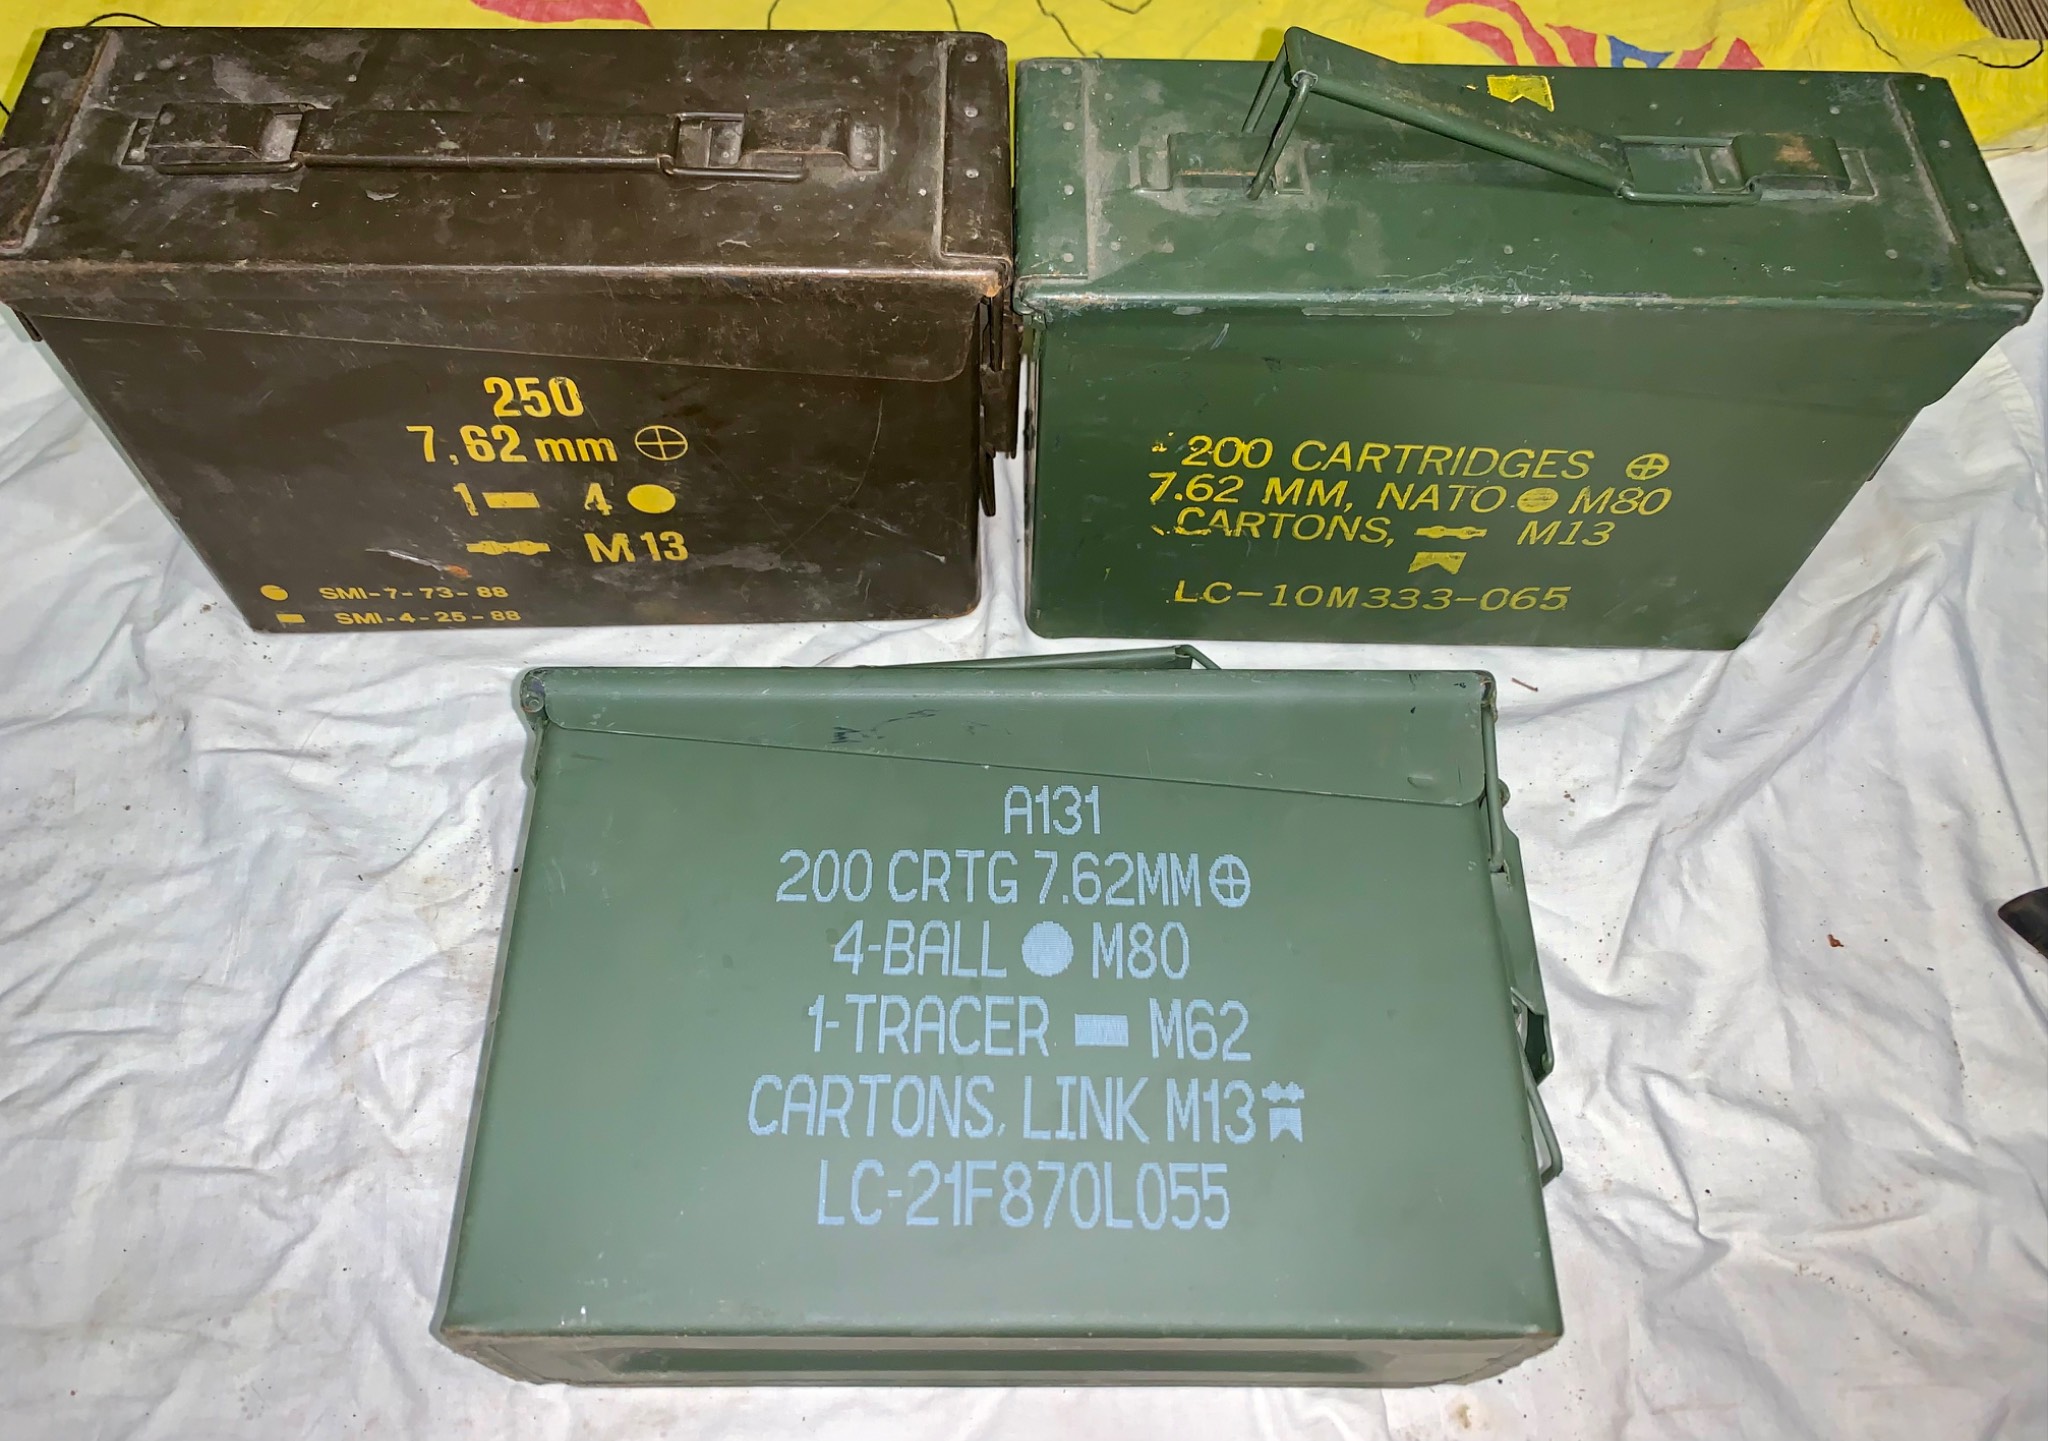 250
7,62 mm
1 4
M13
SMI-7-73-88
SMI-4-25-88
200 CARTRIDGES
7.62 MM, NATO M80
CARTONS, M13
LC-10M333-065
A131
200 CRTG 7.62MM
4-BALL M80
1-TRACER M62
CARTONS, LINK M13
LC-21F870L055